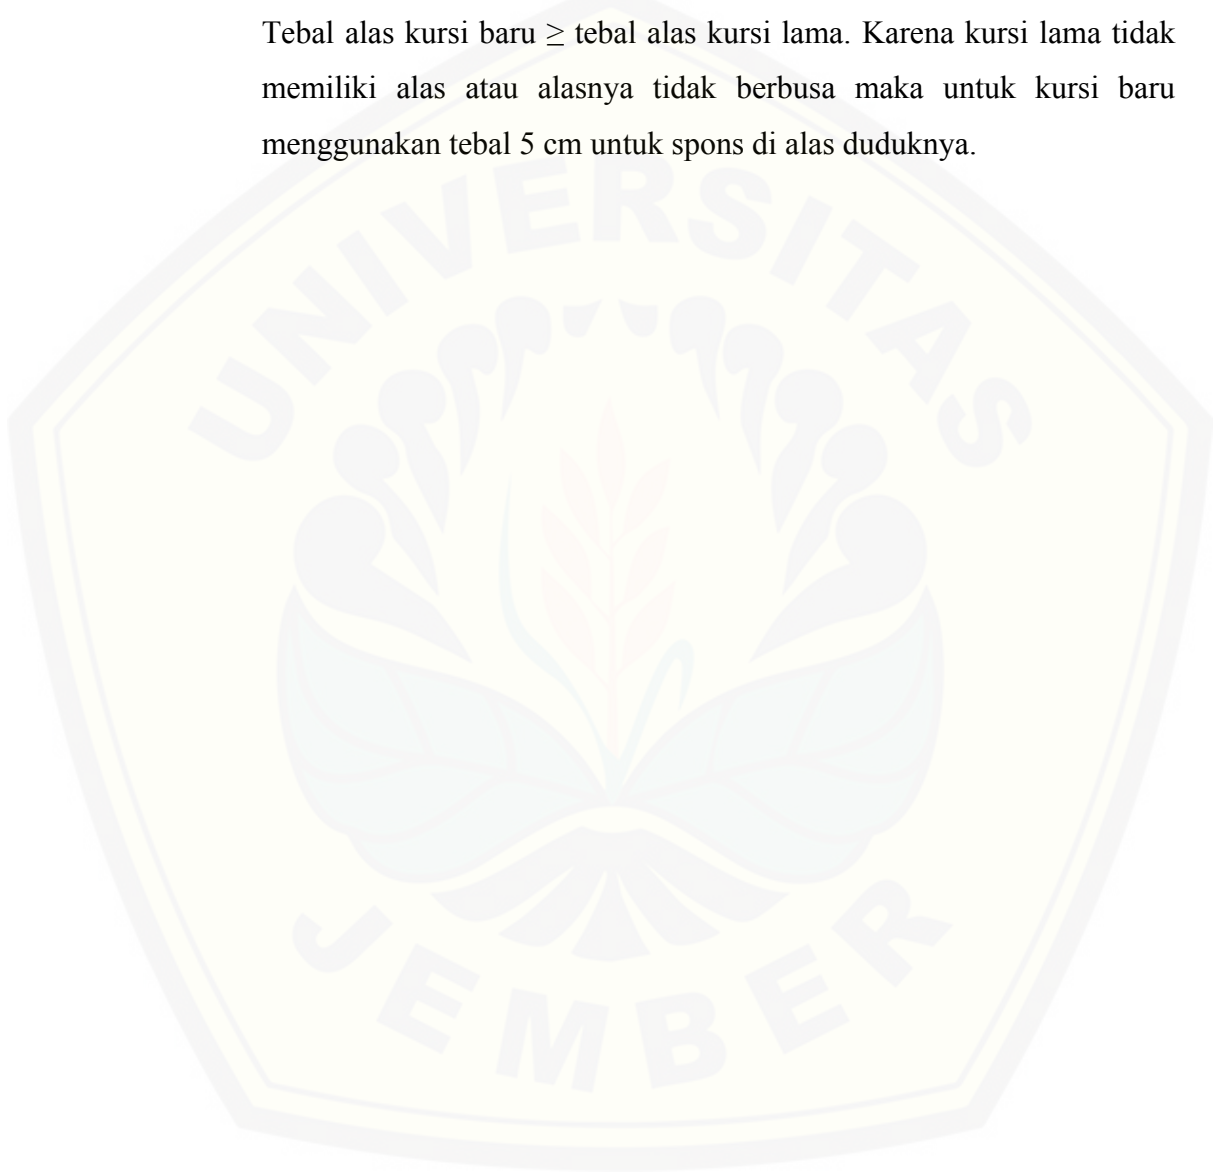 Tebal alas kursi baru ≥ tebal alas kursi lama. Karena kursi lama tidak
memiliki alas atau alasnya tidak berbusa maka untuk kursi baru
menggunakan tebal 5 cm untuk spons di alas duduknya.
UNIVERSITAS
JEMBER